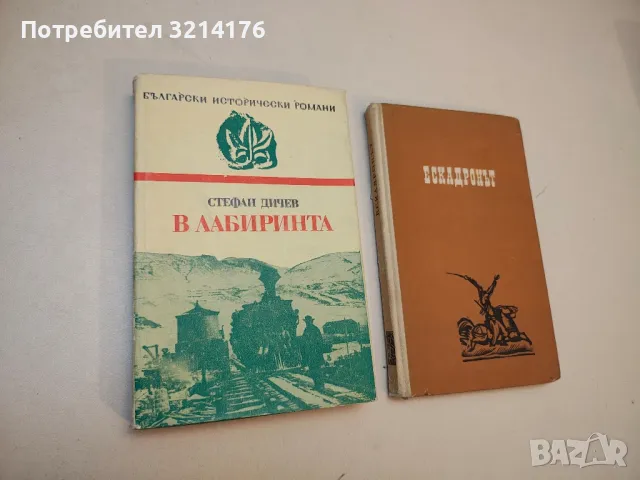 Потребител 3214176
БЪЛГАРСКИ ИСТОРИЧЕСКИ РОМАНИ
СТЕФАН ДИЧЕВ
В ЛАБИРИНТА
ЕСКАДРОНЪТ
BAZAR